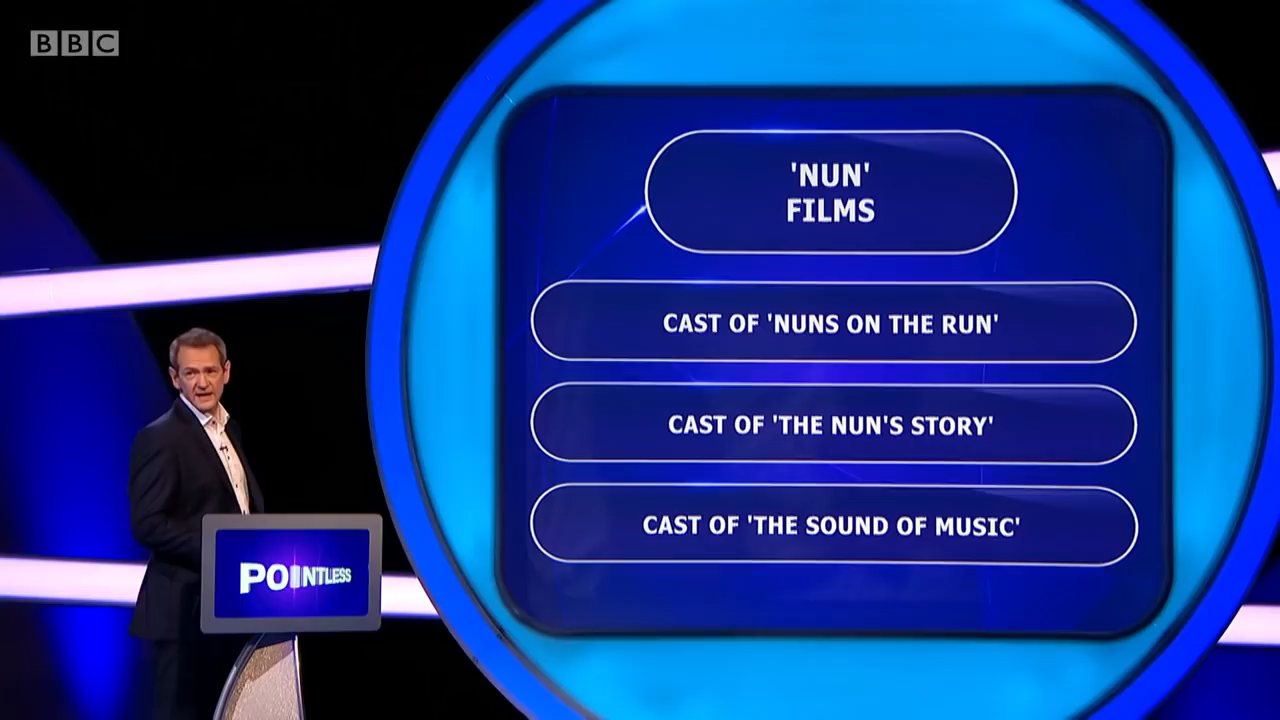 BBC
'NUN'
FILMS
CAST OF 'NUNS ON THE RUN'
CAST OF 'THE NUN'S STORY'
CAST OF 'THE SOUND OF MUSIC'
POINTLESS